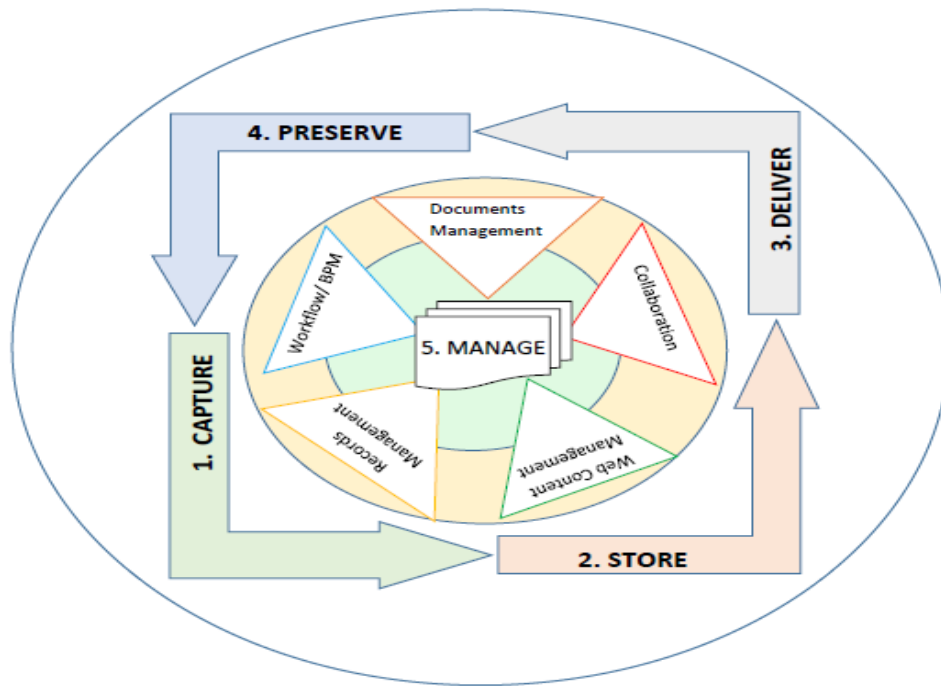 4. PRESERVE
3. DELIVER
Documents
Management
Workflow/ BPM
Collaboration
5. MANAGE
1. CAPTURE
Records
Management
Web Content
Management
2. STORE